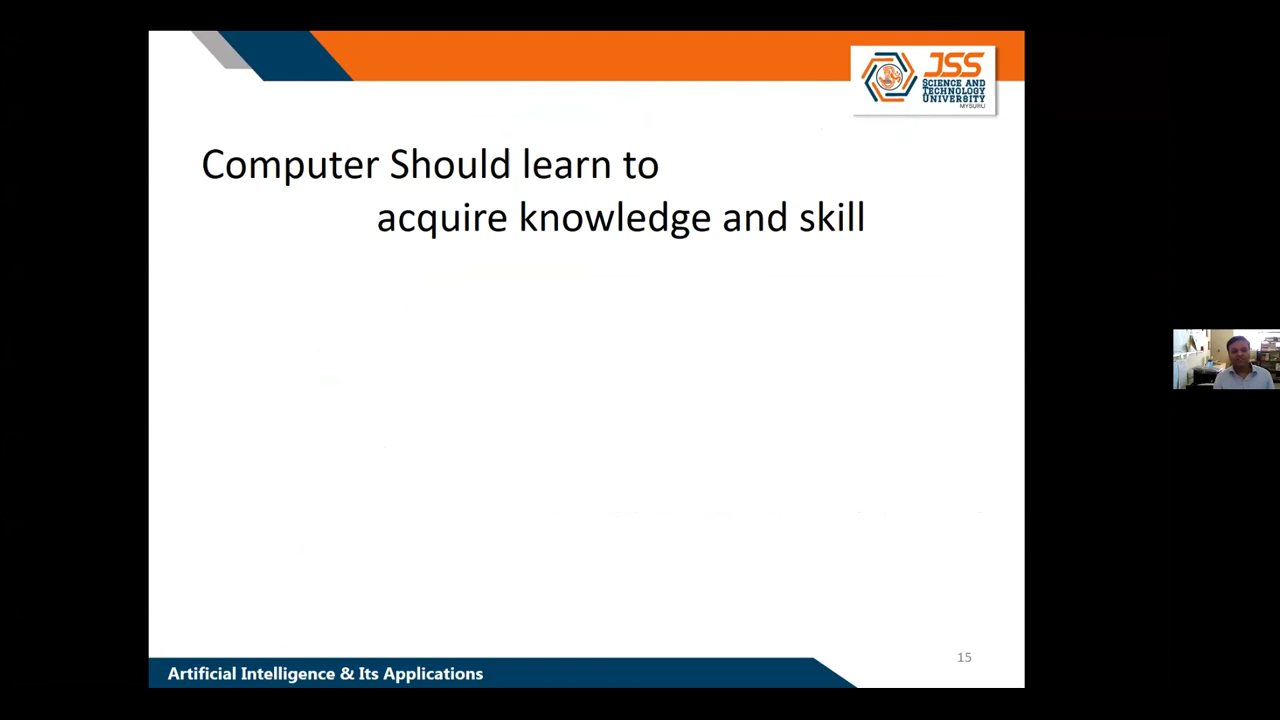 JSS
SCIENCE AND
TECHNOLOGY
UNIVERSITY
MYSURU
Computer Should learn to
acquire knowledge and skill
15
Artificial Intelligence & Its Applications